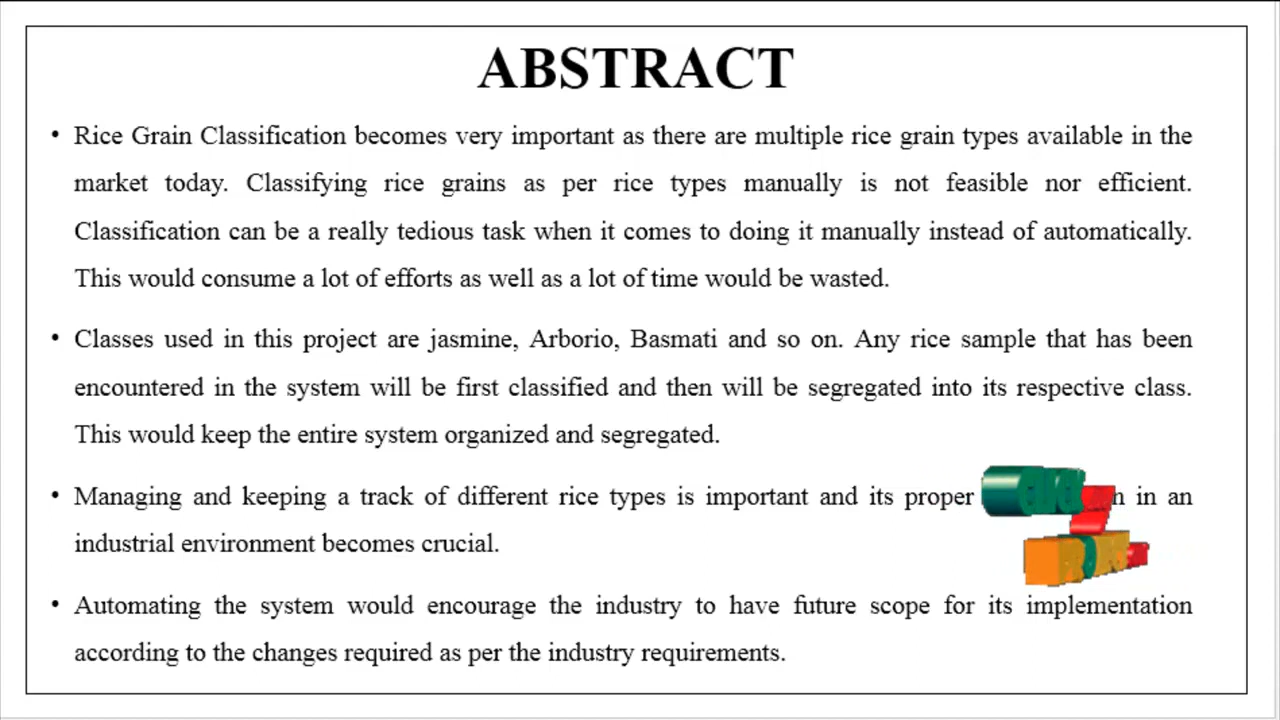 ABSTRACT
• Rice Grain Classification becomes very important as there are multiple rice grain types available in the
market today. Classifying rice grains as per rice types manually is not feasible nor efficient.
Classification can be a really tedious task when it comes to doing it manually instead of automatically.
This would consume a lot of efforts as well as a lot of time would be wasted.
• Classes used in this project are jasmine, Arborio, Basmati and so on. Any rice sample that has been
encountered in the system will be first classified and then will be segregated into its respective class.
This would keep the entire system organized and segregated.
• Managing and keeping a track of different rice types is important and its proper in an
industrial environment becomes crucial.
• Automating the system would encourage the industry to have future scope for its implementation
according to the changes required as per the industry requirements.